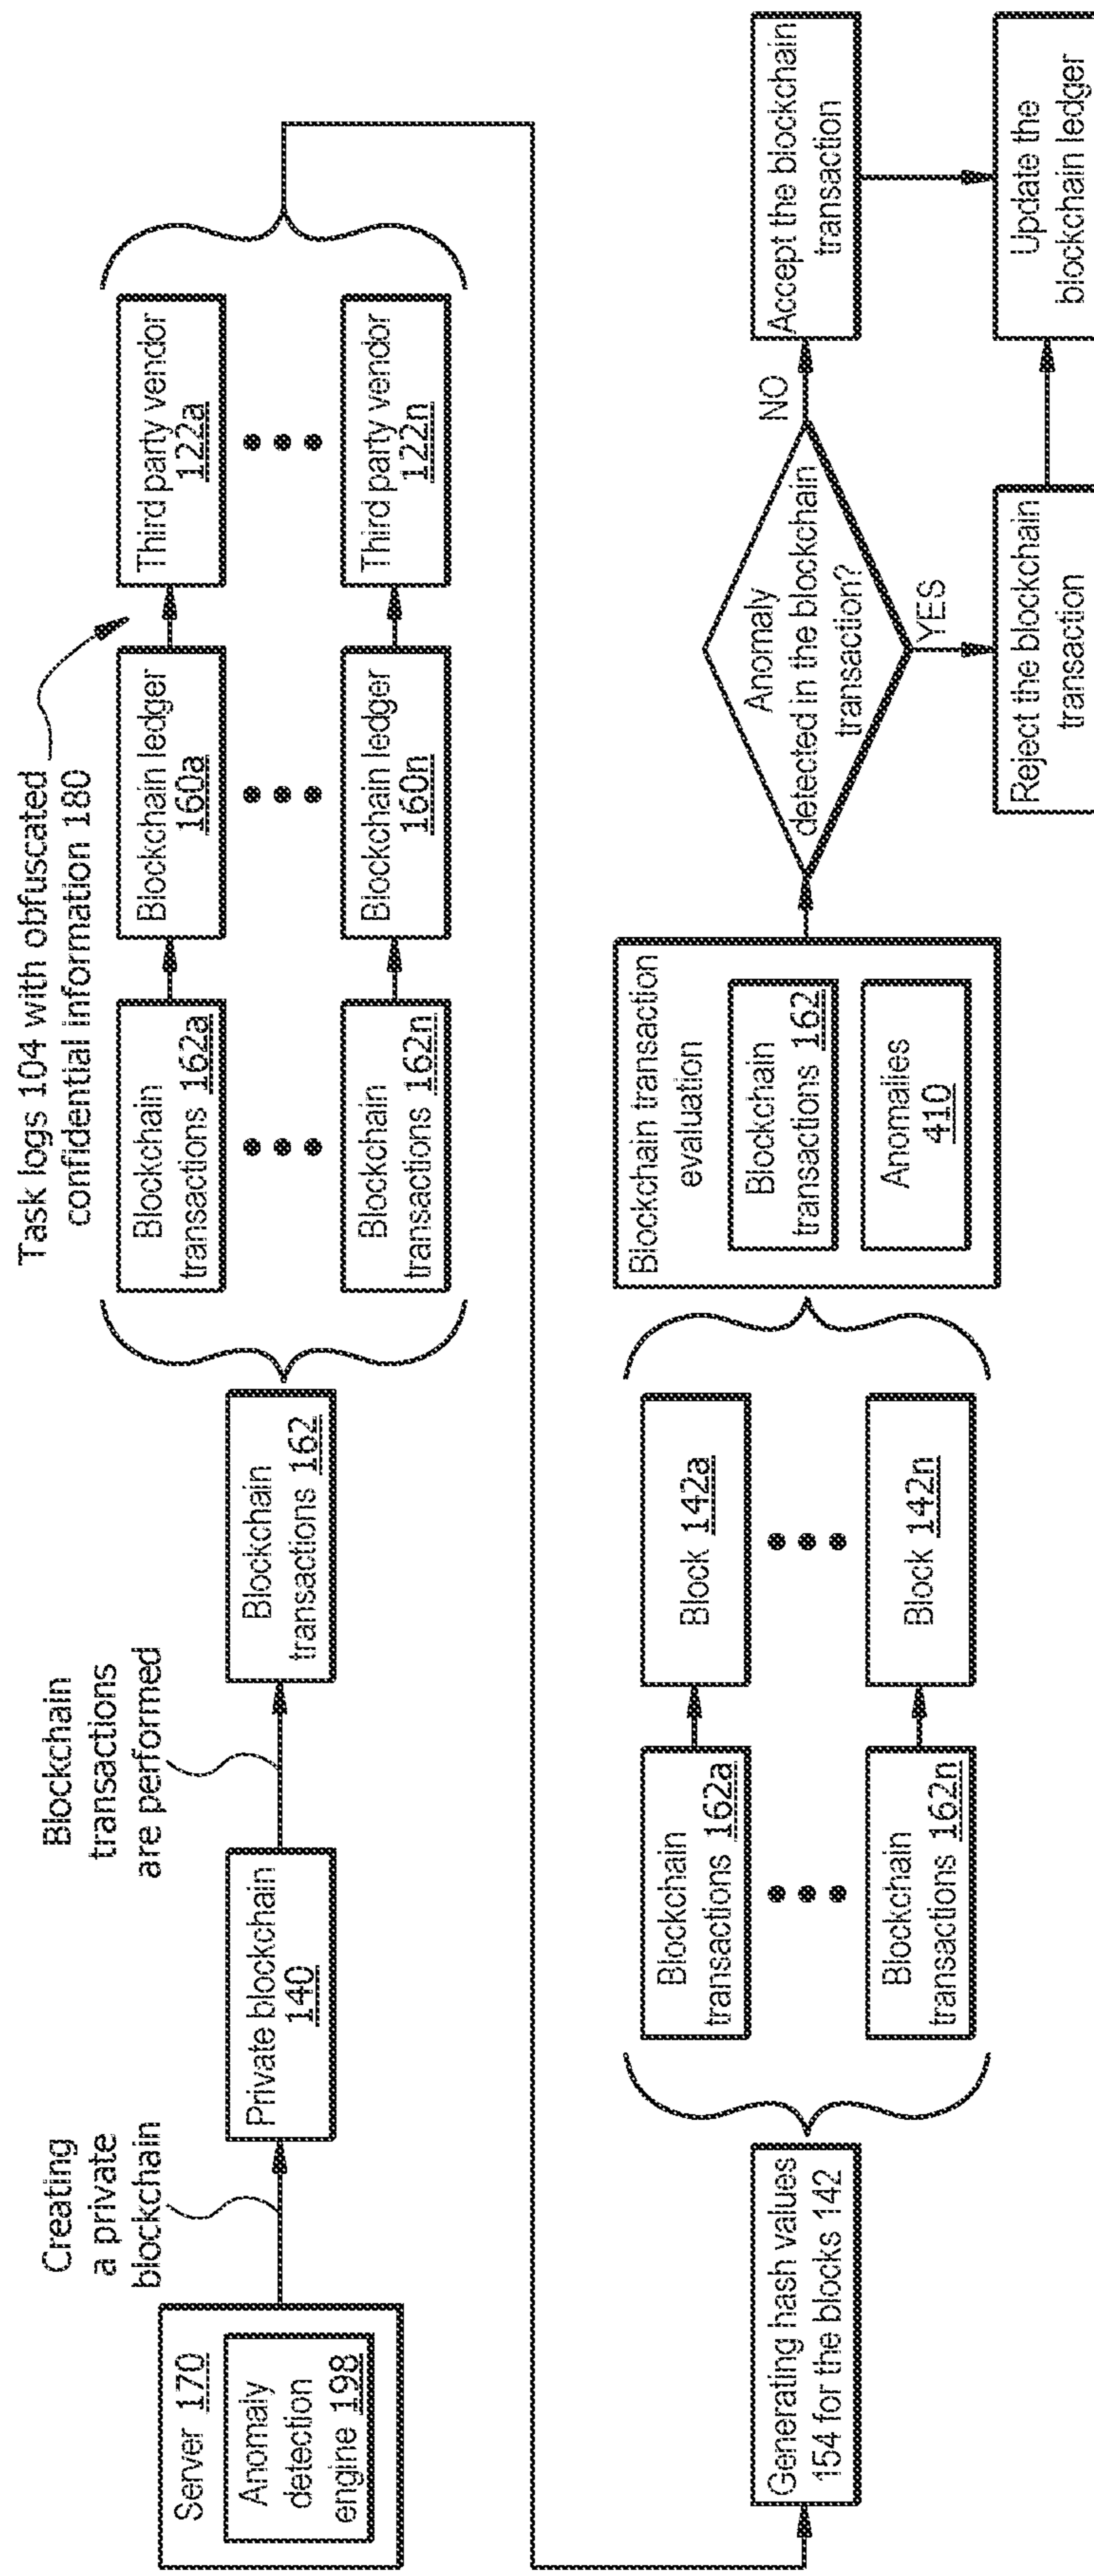 Server 170
Anomaly
detection
engine 198
Creating
a private
blockchain
Private blockchain
140
Blockchain
transactions
are performed
Blockchain
transactions 162
Blockchain
transactions 162a
Blockchain
transactions 162n
Blockchain ledger
160a
Blockchain ledger
160n
Task logs 104 with obfuscated
confidential information 180
Third party vendor
122a
Third party vendor
122n
Generating hash values
154 for the blocks 142
Blockchain
transactions 162a
Blockchain
transactions 162n
Block 142a
Block 142n
Blockchain transaction
evaluation
Blockchain
transactions 162
Anomalies
410
Anomaly
detected in the blockchain
transaction?
NO
YES
Accept the blockchain
transaction
Reject the blockchain
transaction
Update the
blockchain ledger